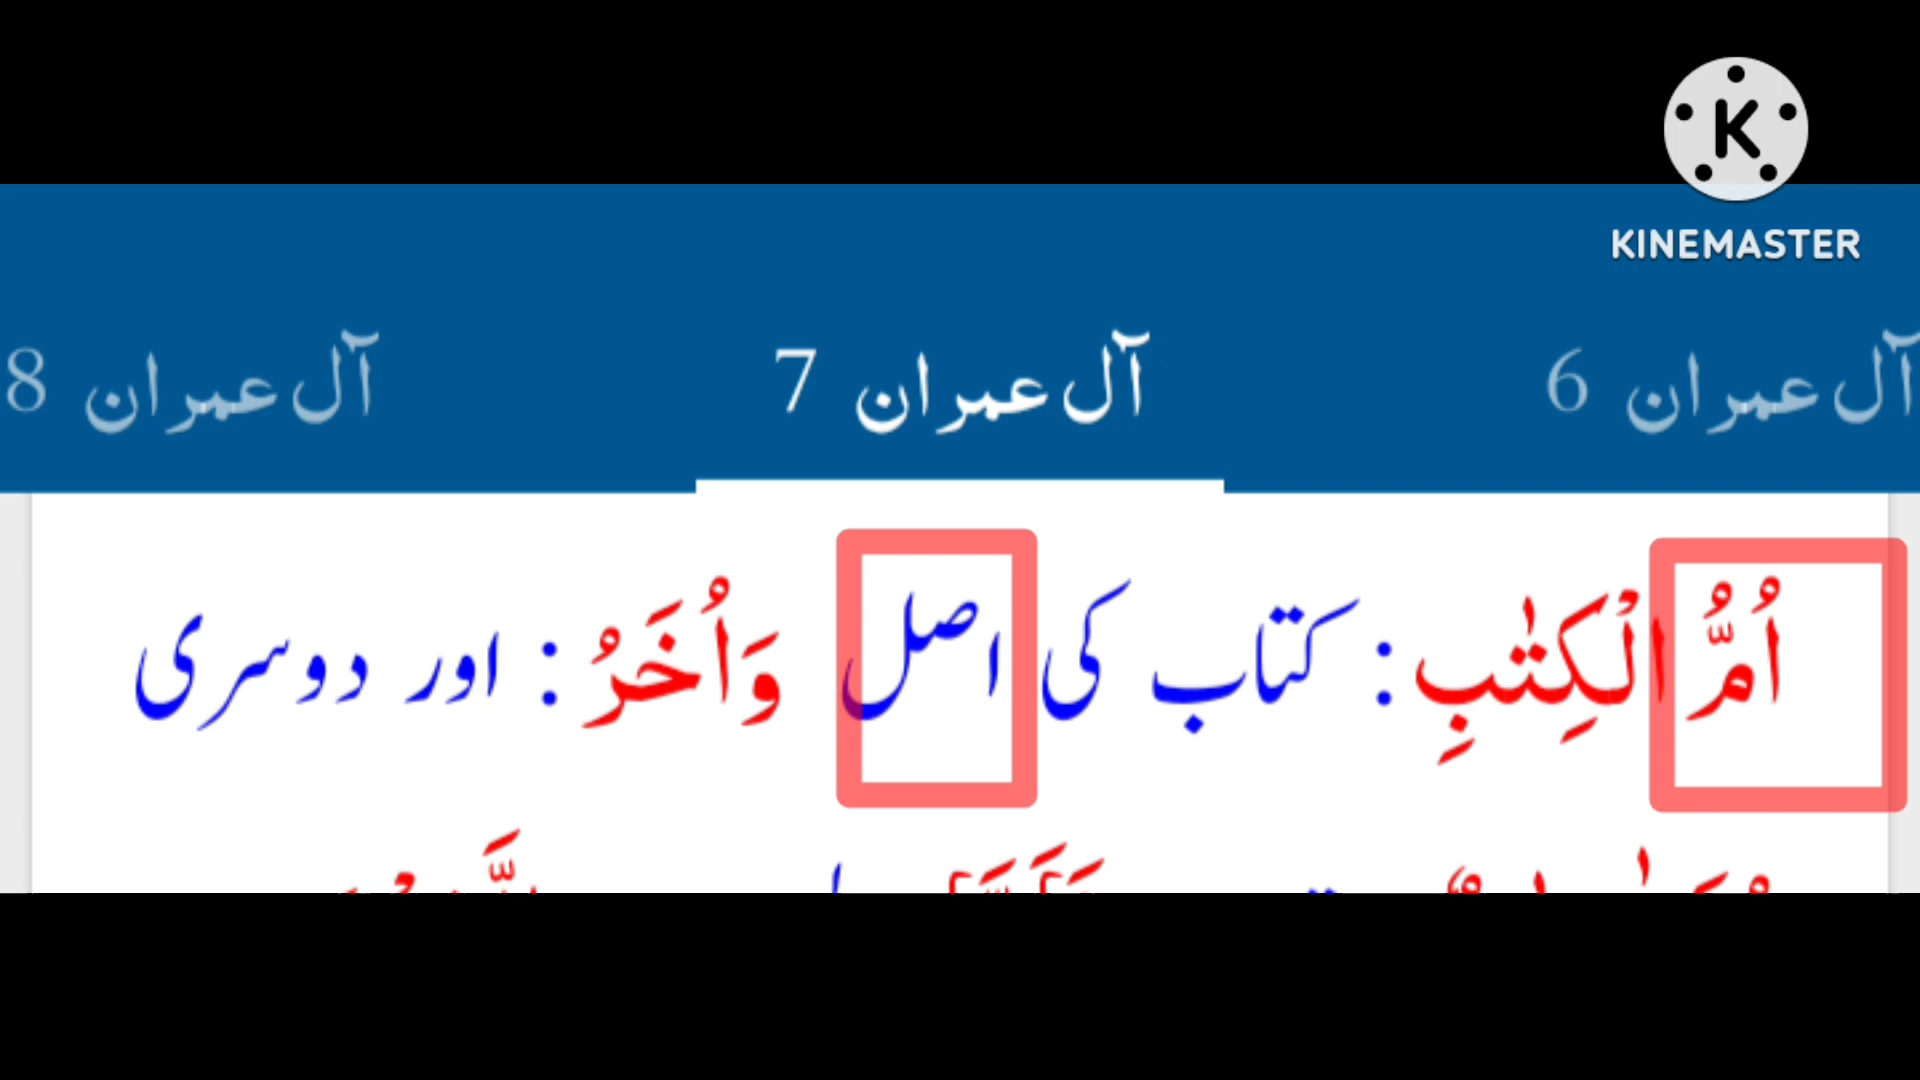 KINEMASTER
آل عمران 6 آل عمران 7 آل عمران 8
اُمُّ الْكِتٰبِ : کتاب کی اصل وَاُخَرُ : اور دوسری